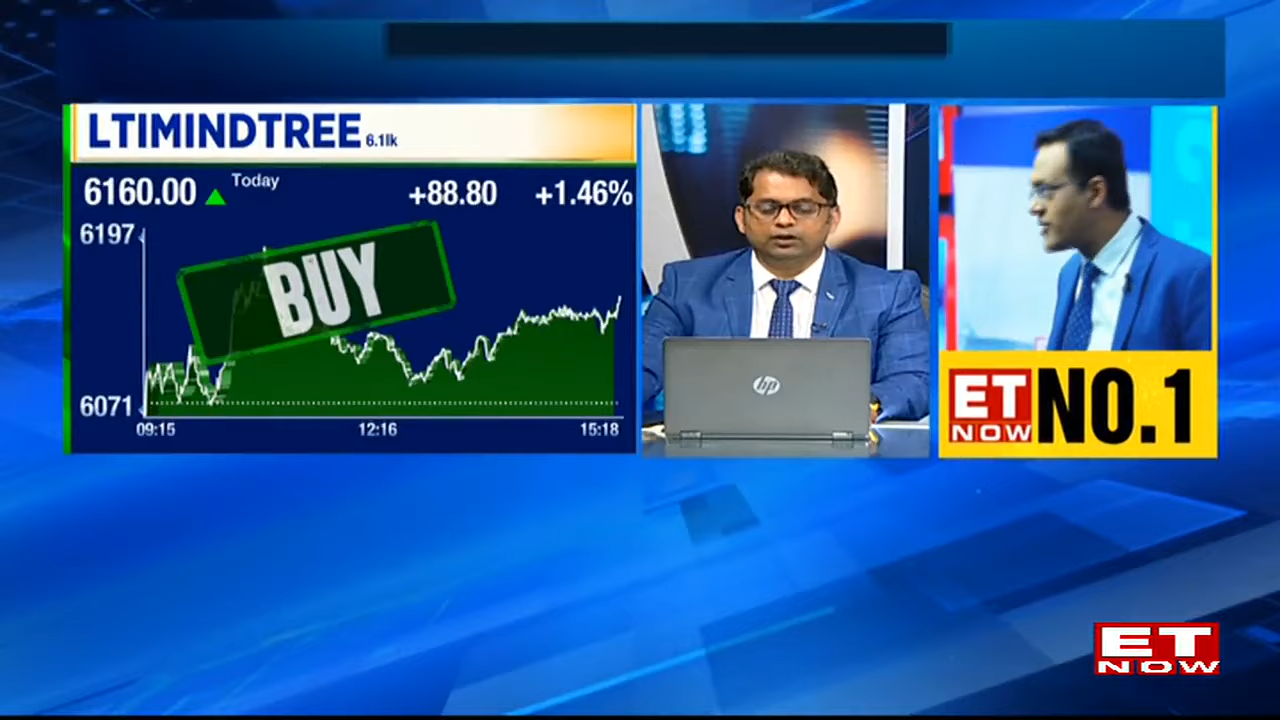 LTIMINDTREE 6.1lk
6160.00 Today +88.80 +1.46%
6197
BUY
6071
09:15 12:16 15:18
hp
ET
NOW
NO.1
ET
NOW